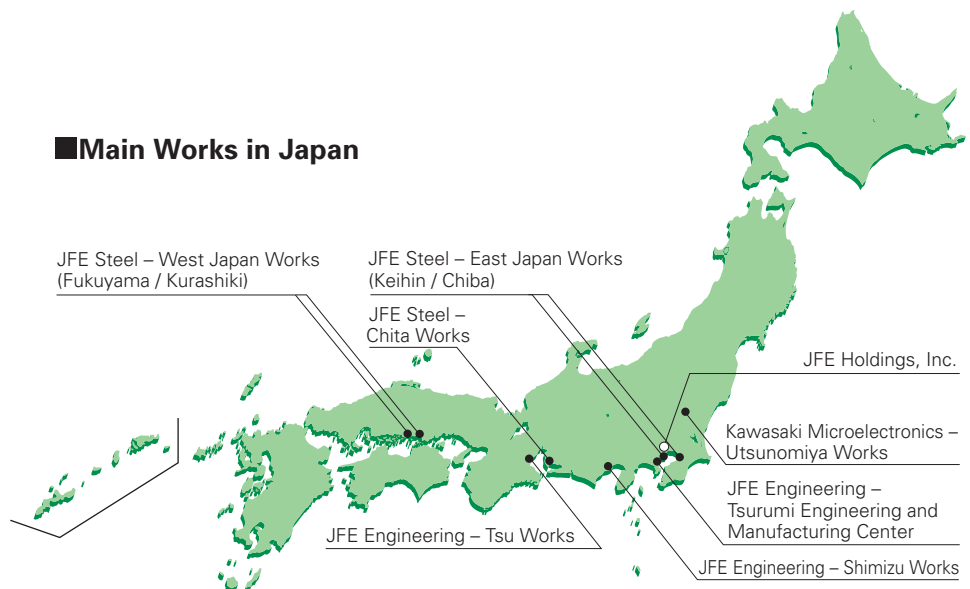 ■Main Works in Japan
JFE Steel – West Japan Works
(Fukuyama / Kurashiki)
JFE Steel – East Japan Works
(Keihin / Chiba)
JFE Steel –
Chita Works
JFE Holdings, Inc.
Kawasaki Microelectronics –
Utsunomiya Works
JFE Engineering –
Tsurumi Engineering and
Manufacturing Center
JFE Engineering – Tsu Works
JFE Engineering – Shimizu Works